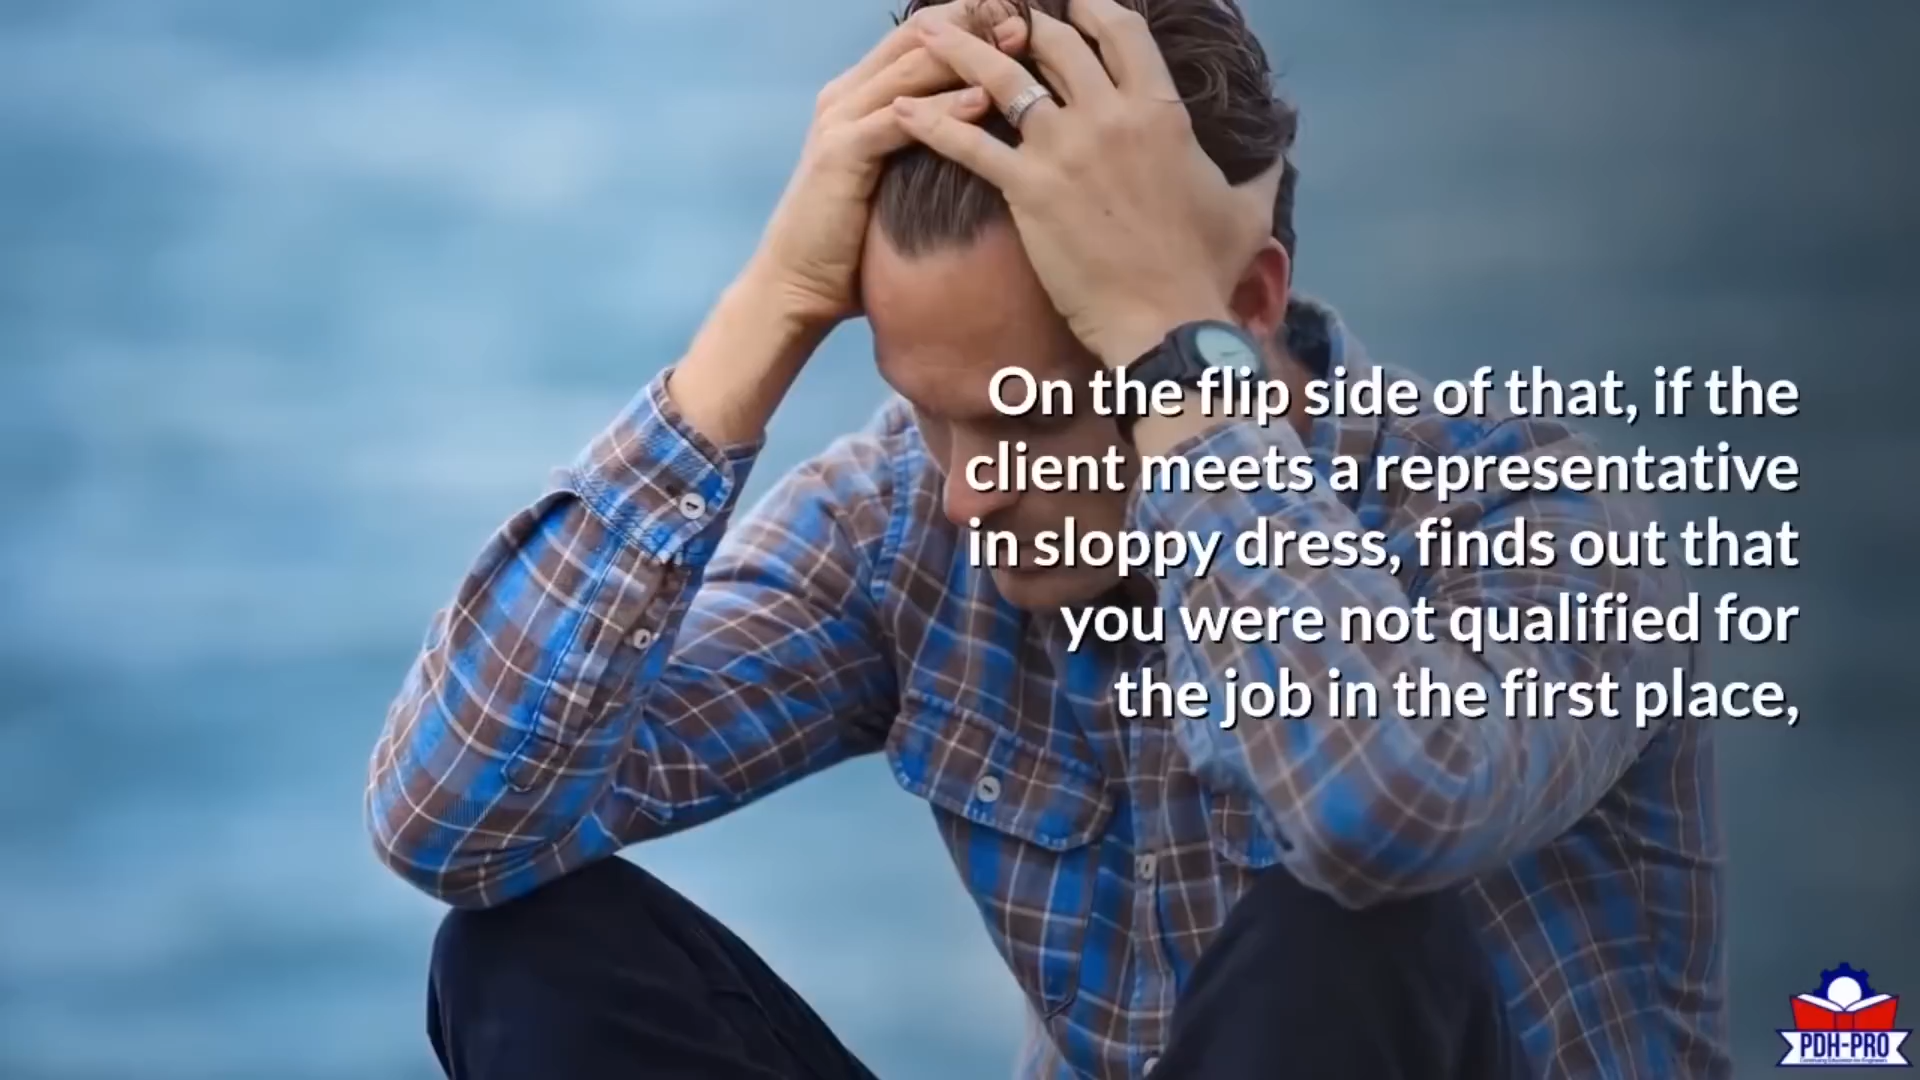 On the flip side of that, if the
client meets a representative
in sloppy dress, finds out that
you were not qualified for
the job in the first place,
PDH-PRO